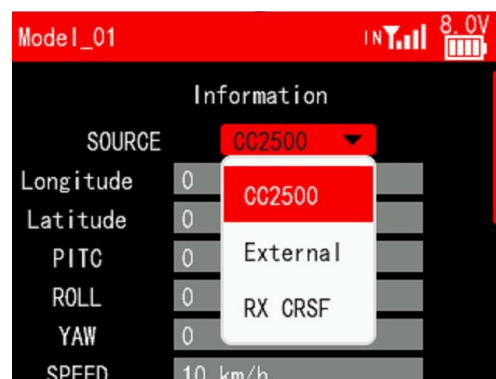 Model_01 IN 8.0V
Information
SOURCE CC2500
Longitude 0
CC2500
Latitude 0
External
PITC 0
ROLL 0
RX CRSF
YAW 0
SPEED 10 km/h